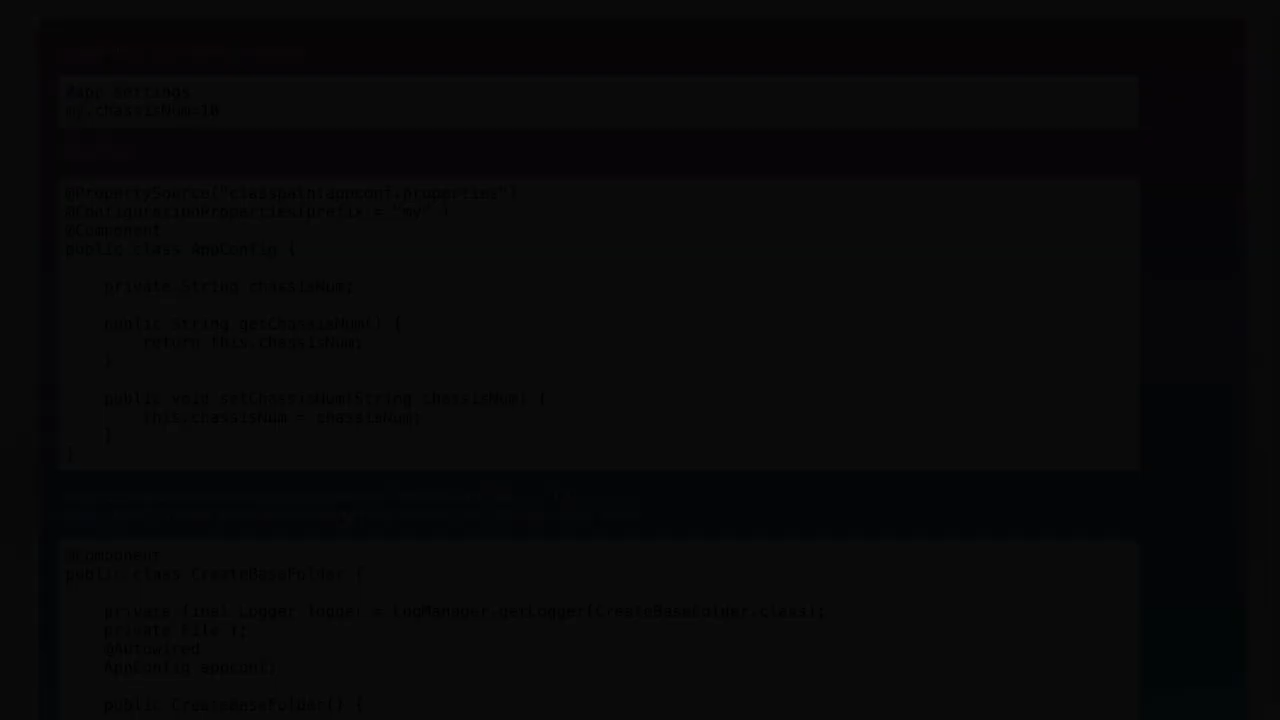 @app settings
my.chassisNum=10
@PropertySource("classpath:appconf.properties")
@ConfigurationProperties(prefix = "my" )
@Component
public class AppConfig {
private String chassisNum;
public String getChassisNum() {
return this.chassisNum;
}
public void setChassisNum(String chassisNum) {
this.chassisNum = chassisNum;
}
}
@Component
public class CreateBaseFolder {
private final Logger logger = LogManager.getLogger(CreateBaseFolder.class);
private File f;
@Autowired
AppConfig appconf;
public CreateBaseFolder() {